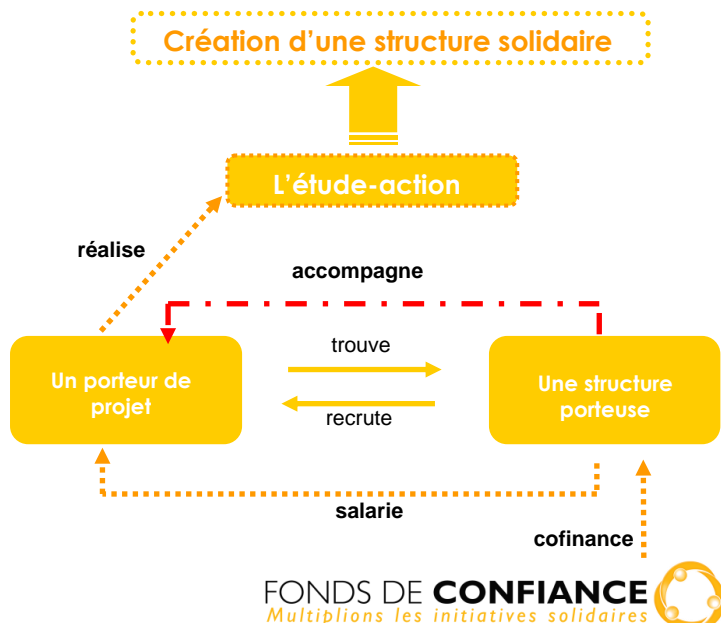 Création d'une structure solidaire
L'étude-action
réalise
accompagne
trouve
Un porteur de
projet
Une structure
porteuse
recrute
salarie
cofinance
FONDS DE CONFIANCE
Multiplions les initiatives solidaires